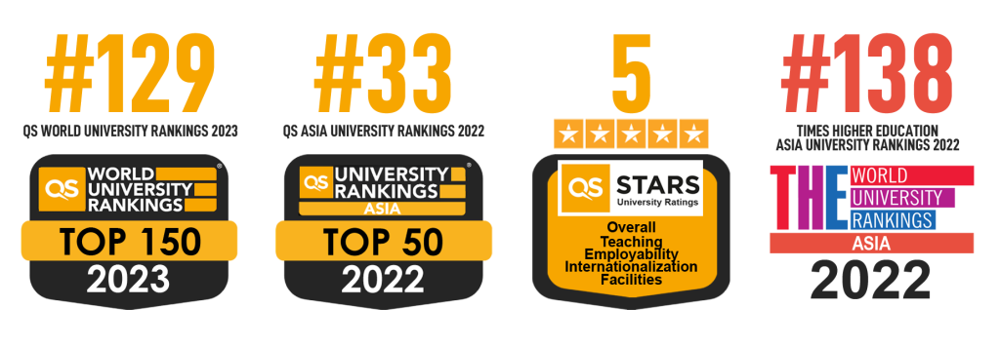 #129
QS WORLD UNIVERSITY RANKINGS 2023
QS
WORLD
UNIVERSITY
RANKINGS
®
TOP 150
2023
#33
QS ASIA UNIVERSITY RANKINGS 2022
QS
UNIVERSITY
RANKINGS
®
ASIA
TOP 50
2022
5
QS
STARS
University Ratings
Overall
Teaching
Employability
Internationalization
Facilities
#138
TIMES HIGHER EDUCATION
ASIA UNIVERSITY RANKINGS 2022
THE
WORLD
UNIVERSITY
RANKINGS
ASIA
2022